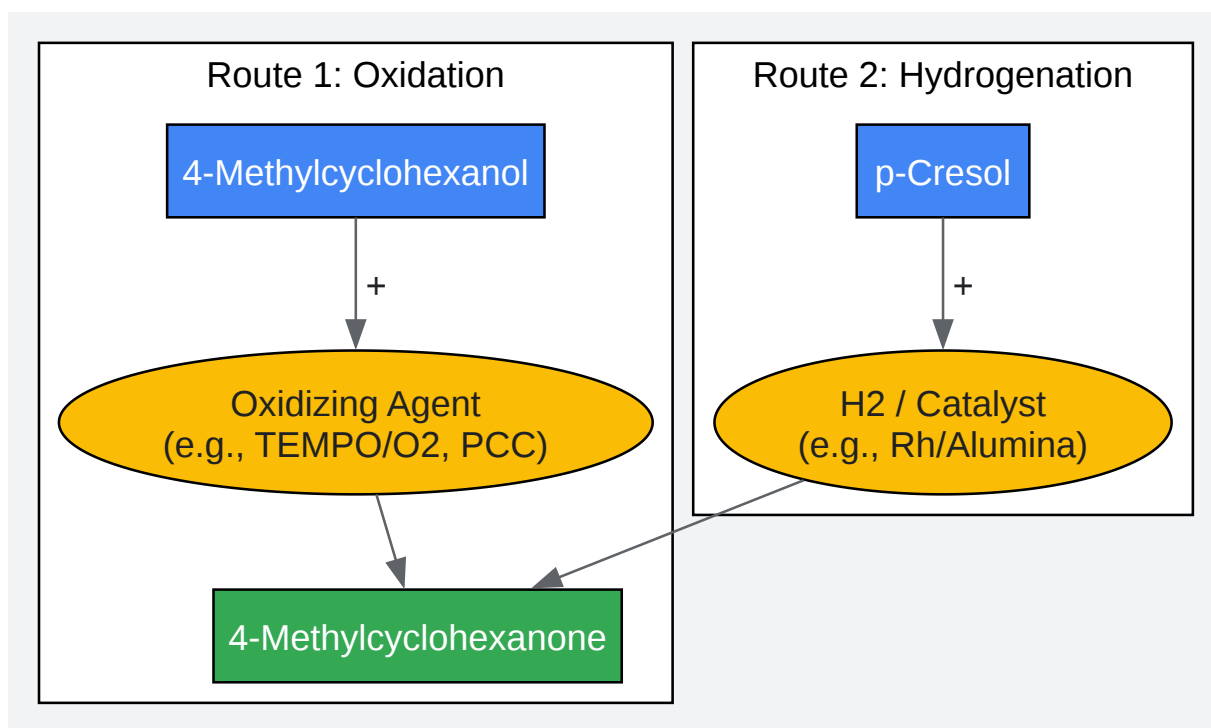 Route 1: Oxidation
4-Methylcyclohexanol
+
Oxidizing Agent
(e.g., TEMPO/O2, PCC)
4-Methylcyclohexanone
Route 2: Hydrogenation
p-Cresol
+
H2 / Catalyst
(e.g., Rh/Alumina)